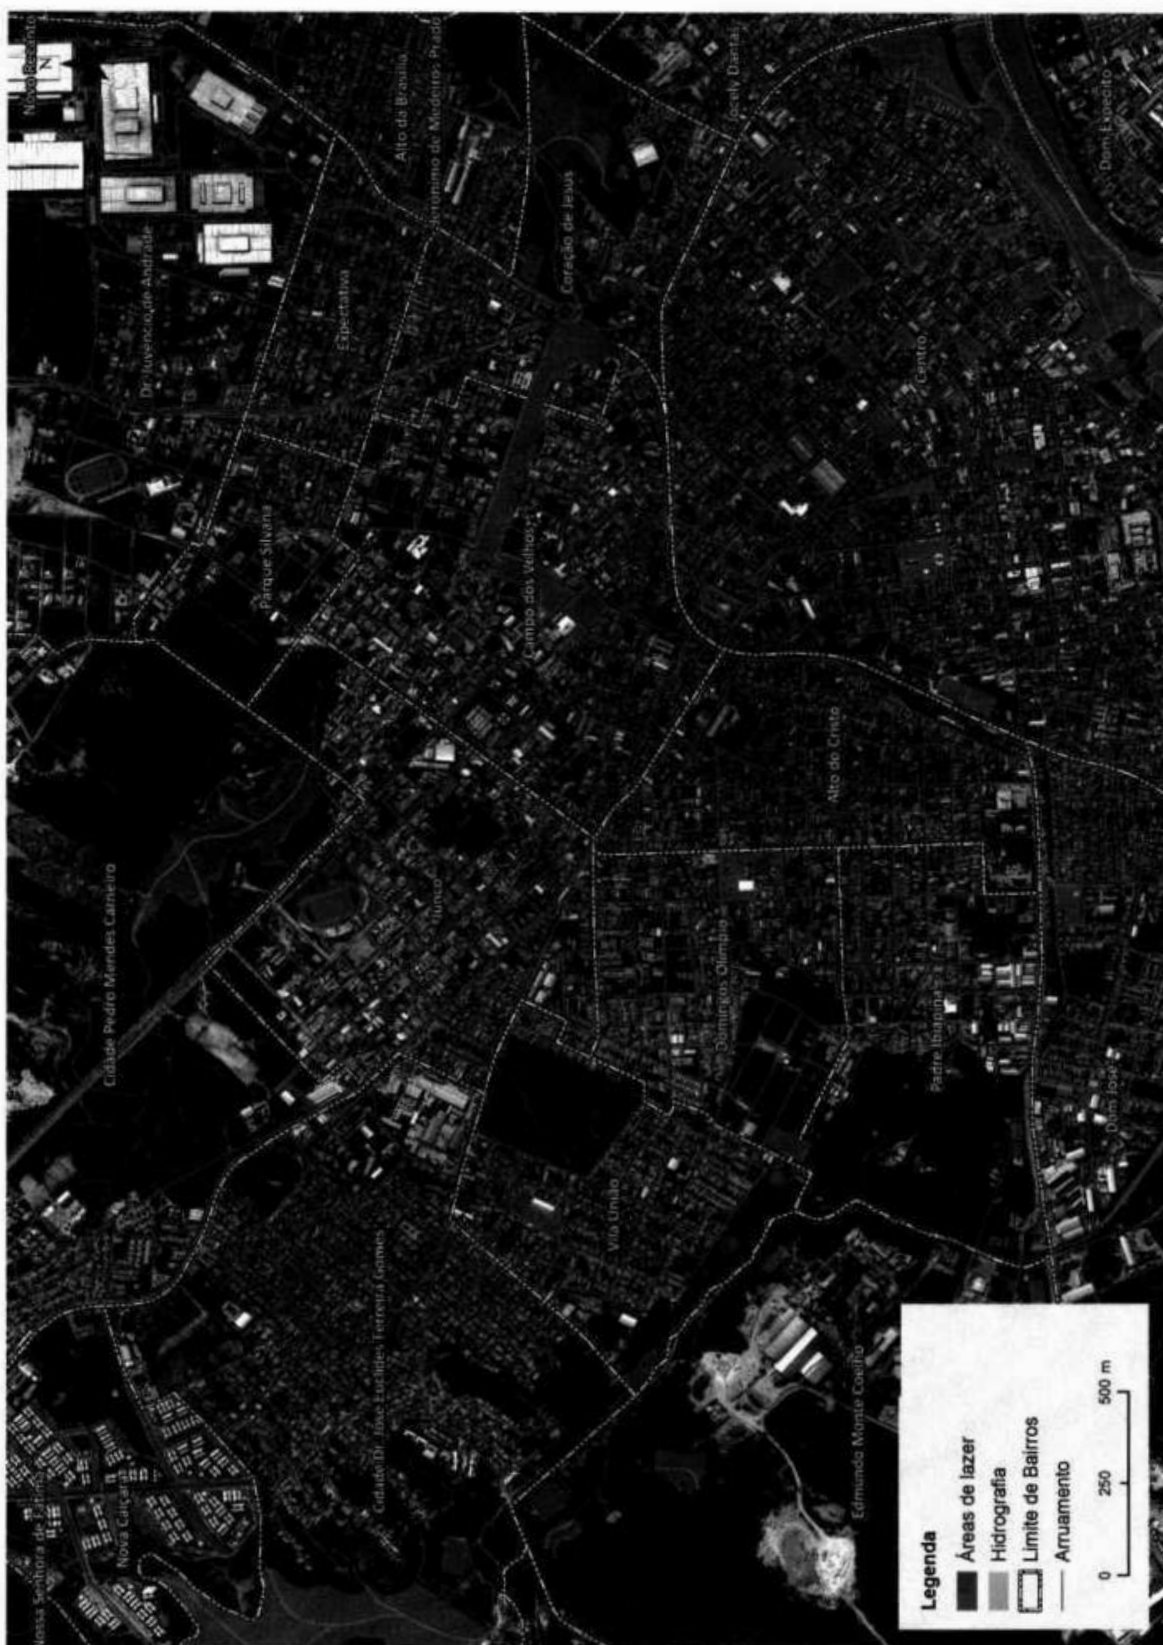 Novo Recanto
N
Dr. Juvêncio de Andrade
Expectativa
Alto da Brasília
Jerônimo de Medeiros Prado
Coração de Jesus
Josely Dantas
Dom Expedito
Centro
Parque Silvana
Campo dos Velhos
Alto do Cristo
Cidade Pedro Mendes Carneiro
Junco
Domingos Olímpio
Padre Ibiapina
Dom José
Vila União
Cidade Dr. José Euclides Ferreira Gomes
Nossa Senhora de Fátima
Nova Caiçara
Edmundo Monte Coelho
Legenda
Áreas de lazer
Hidrografia
Limite de Bairros
Arruamento
0 250 500 m